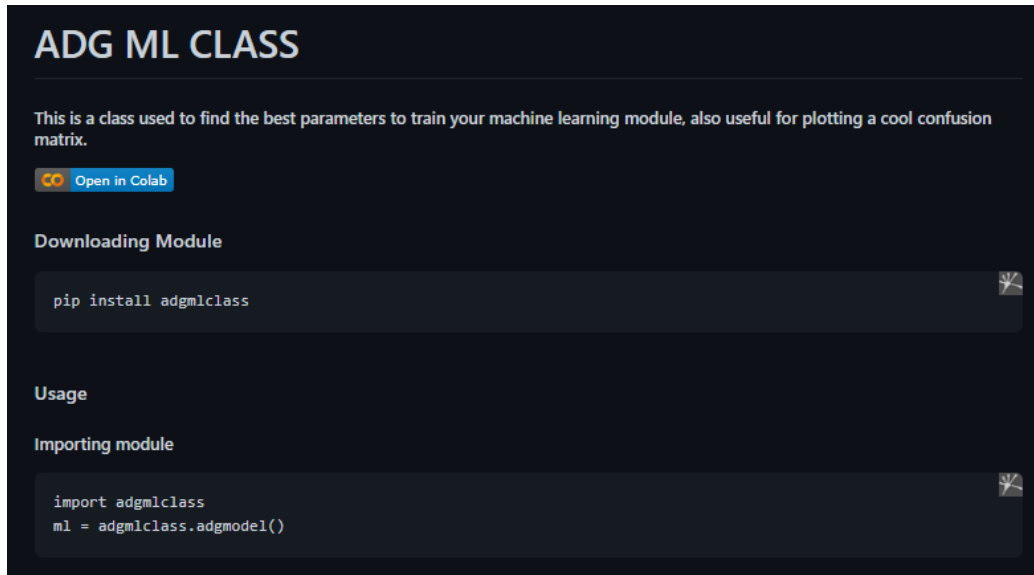 ADG ML CLASS
This is a class used to find the best parameters to train your machine learning module, also useful for plotting a cool confusion
matrix.
CO Open in Colab
Downloading Module
pip install adgmlclass
Usage
Importing module
import adgmlclass
ml = adgmlclass.adgmodel()